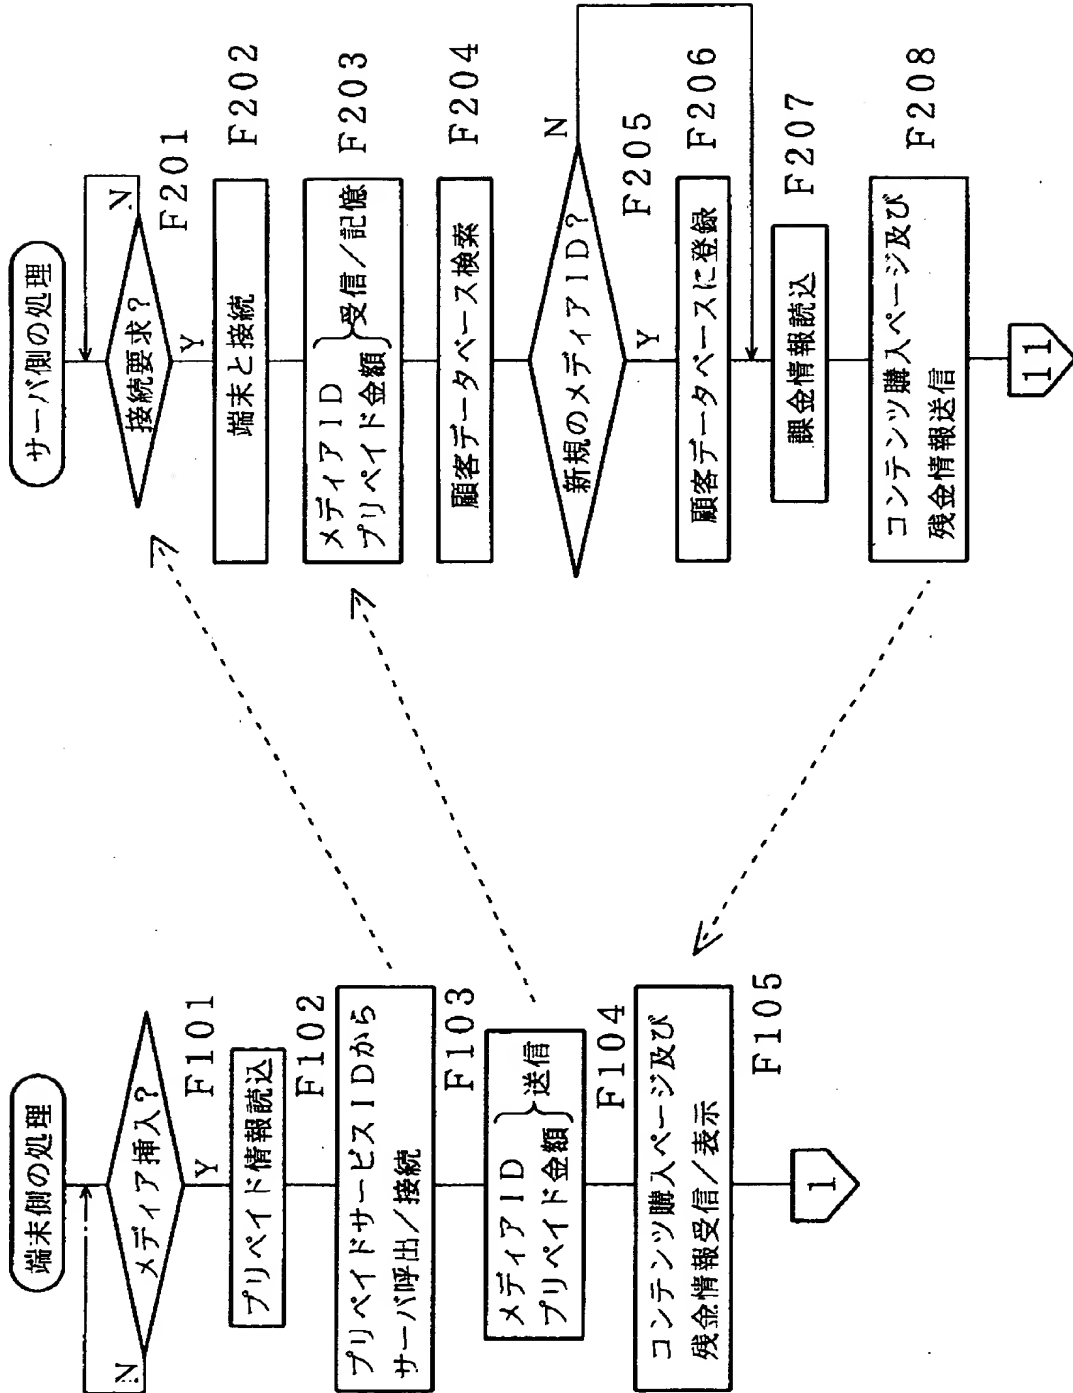 端末側の処理
メディア挿入?
N
Y
F101
プリペイド情報読込
F102
プリペイドサービスIDから
サーバ呼出/接続
F103
メディアID
プリペイド金額
送信
F104
コンテンツ購入ページ及び
残金情報受信/表示
F105
1
サーバ側の処理
接続要求?
N
Y
F201
端末と接続
F202
メディアID
プリペイド金額
受信/記憶
F203
顧客データベース検索
F204
新規のメディアID?
N
Y
F205
顧客データベースに登録
F206
課金情報読込
F207
コンテンツ購入ページ及び
残金情報送信
F208
11